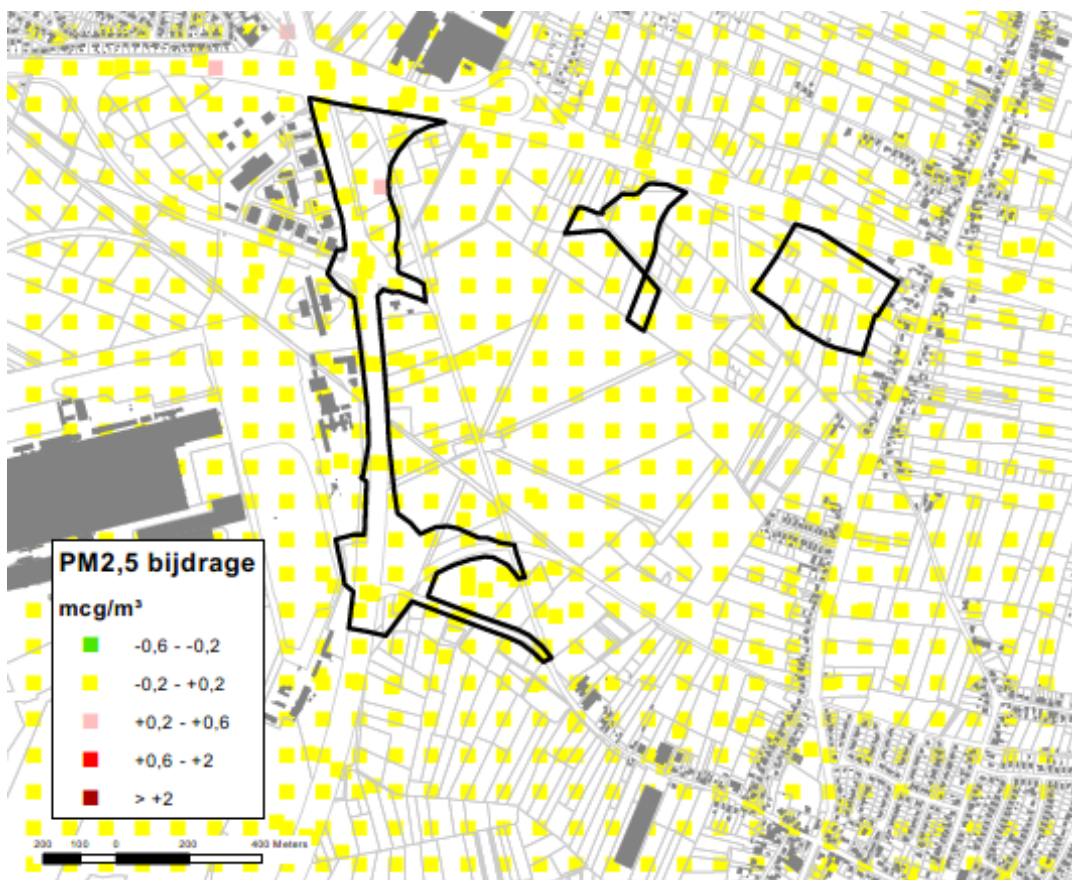 PM2,5 bijdrage
mcg/m³
-0,6 - -0,2
-0,2 - +0,2
+0,2 - +0,6
+0,6 - +2
> +2
200 100 0 200 400 Meters